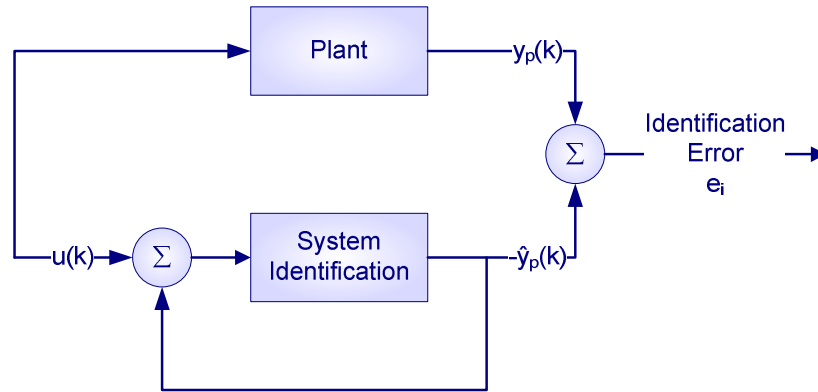 Plant
yₚ(k)
Σ
Identification
Error
eᵢ
u(k)
Σ
System
Identification
-ŷₚ(k)